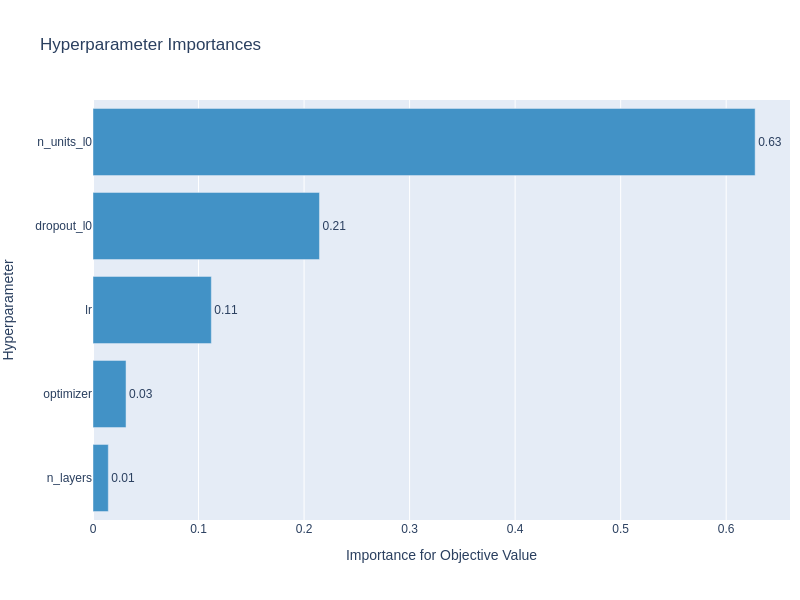 Hyperparameter Importances
n_units_l0
0.63
dropout_l0
0.21
lr
0.11
optimizer
0.03
n_layers
0.01
Hyperparameter
0 0.1 0.2 0.3 0.4 0.5 0.6
Importance for Objective Value